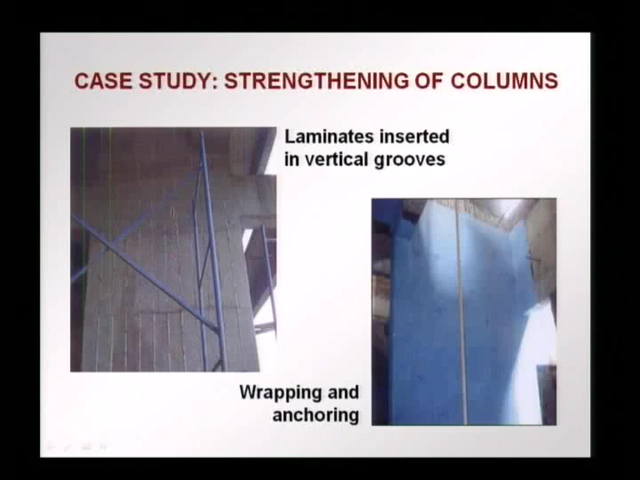 CASE STUDY: STRENGTHENING OF COLUMNS
Laminates inserted
in vertical grooves
Wrapping and
anchoring